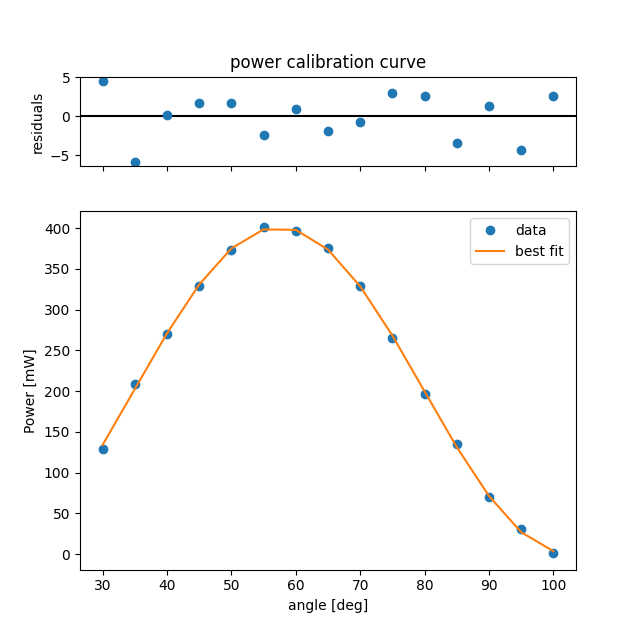 power calibration curve
5
0
−5
residuals
400
350
300
250
200
150
100
50
0
Power [mW]
data
best fit
30 40 50 60 70 80 90 100
angle [deg]